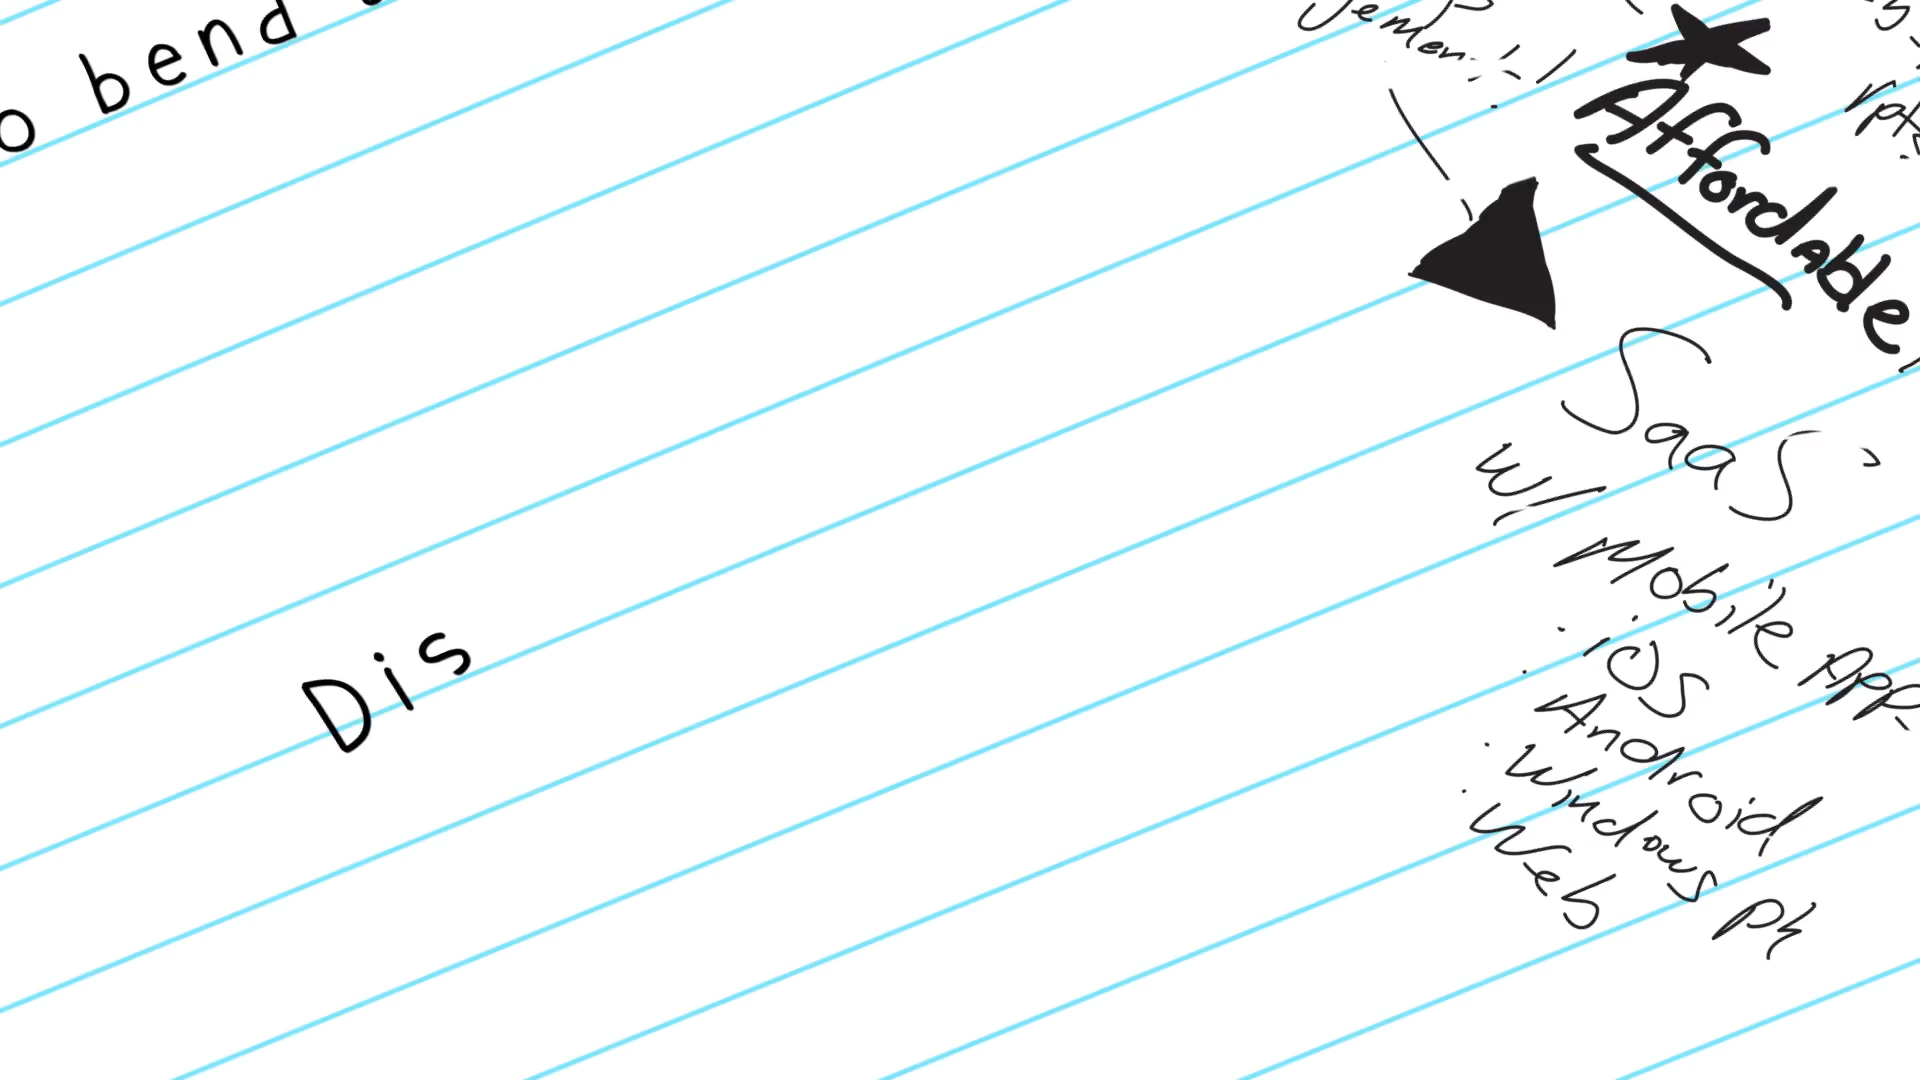 o bend
Dis
Affordable,
SaaS
w/
Mobile App
. iOS
. Android
. Windows Ph
. Web